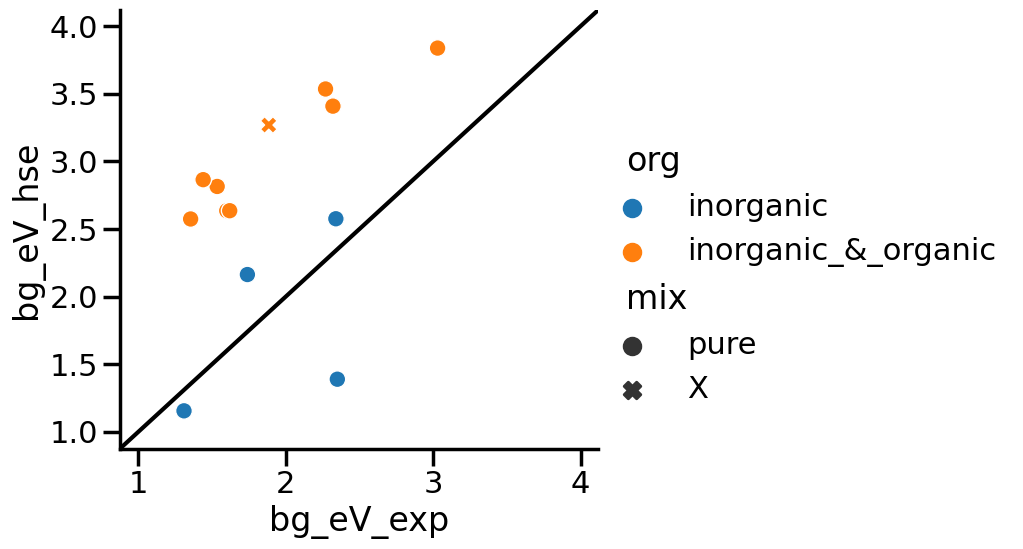 4.0
3.5
3.0
2.5
2.0
1.5
1.0
bg_eV_hse
1 2 3 4
bg_eV_exp
org
inorganic
inorganic_&_organic
mix
pure
X